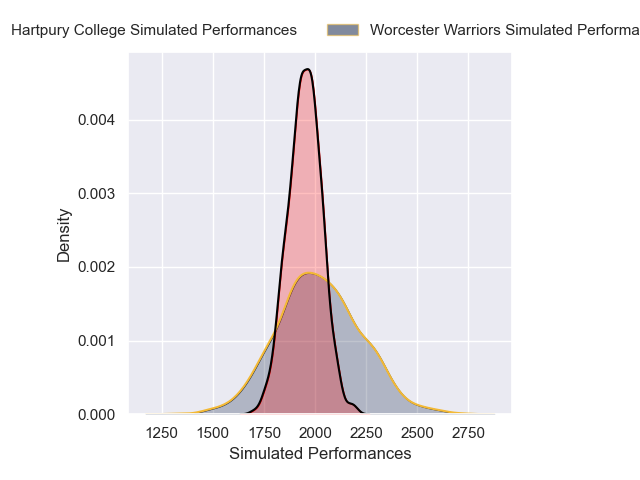 Hartpury College Simulated Performances
Worcester Warriors Simulated Performa
0.004
0.003
0.002
0.001
0.000
Density
1250 1500 1750 2000 2250 2500 2750
Simulated Performances